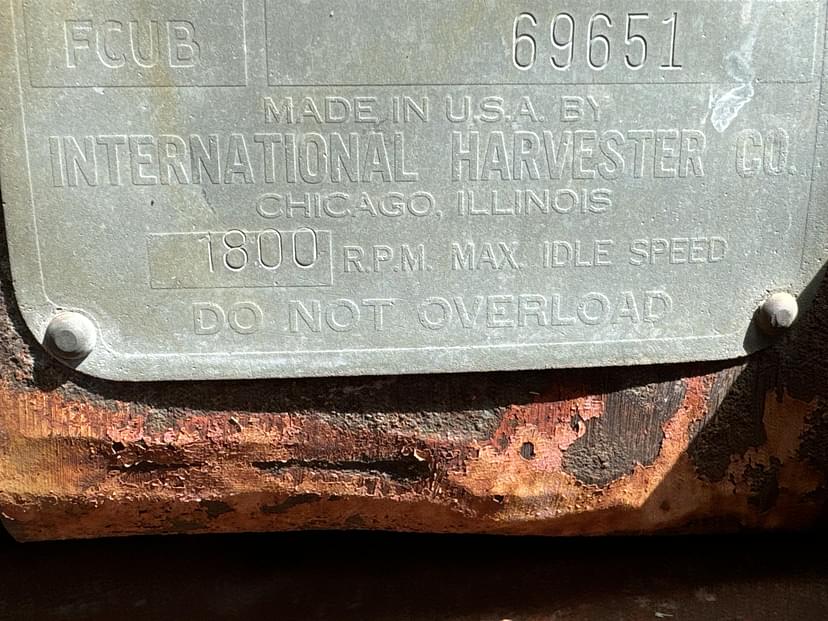 FCUB 69651
MADE IN U.S.A. BY
INTERNATIONAL HARVESTER CO.
CHICAGO, ILLINOIS
1800 R.P.M. MAX. IDLE SPEED
DO NOT OVERLOAD